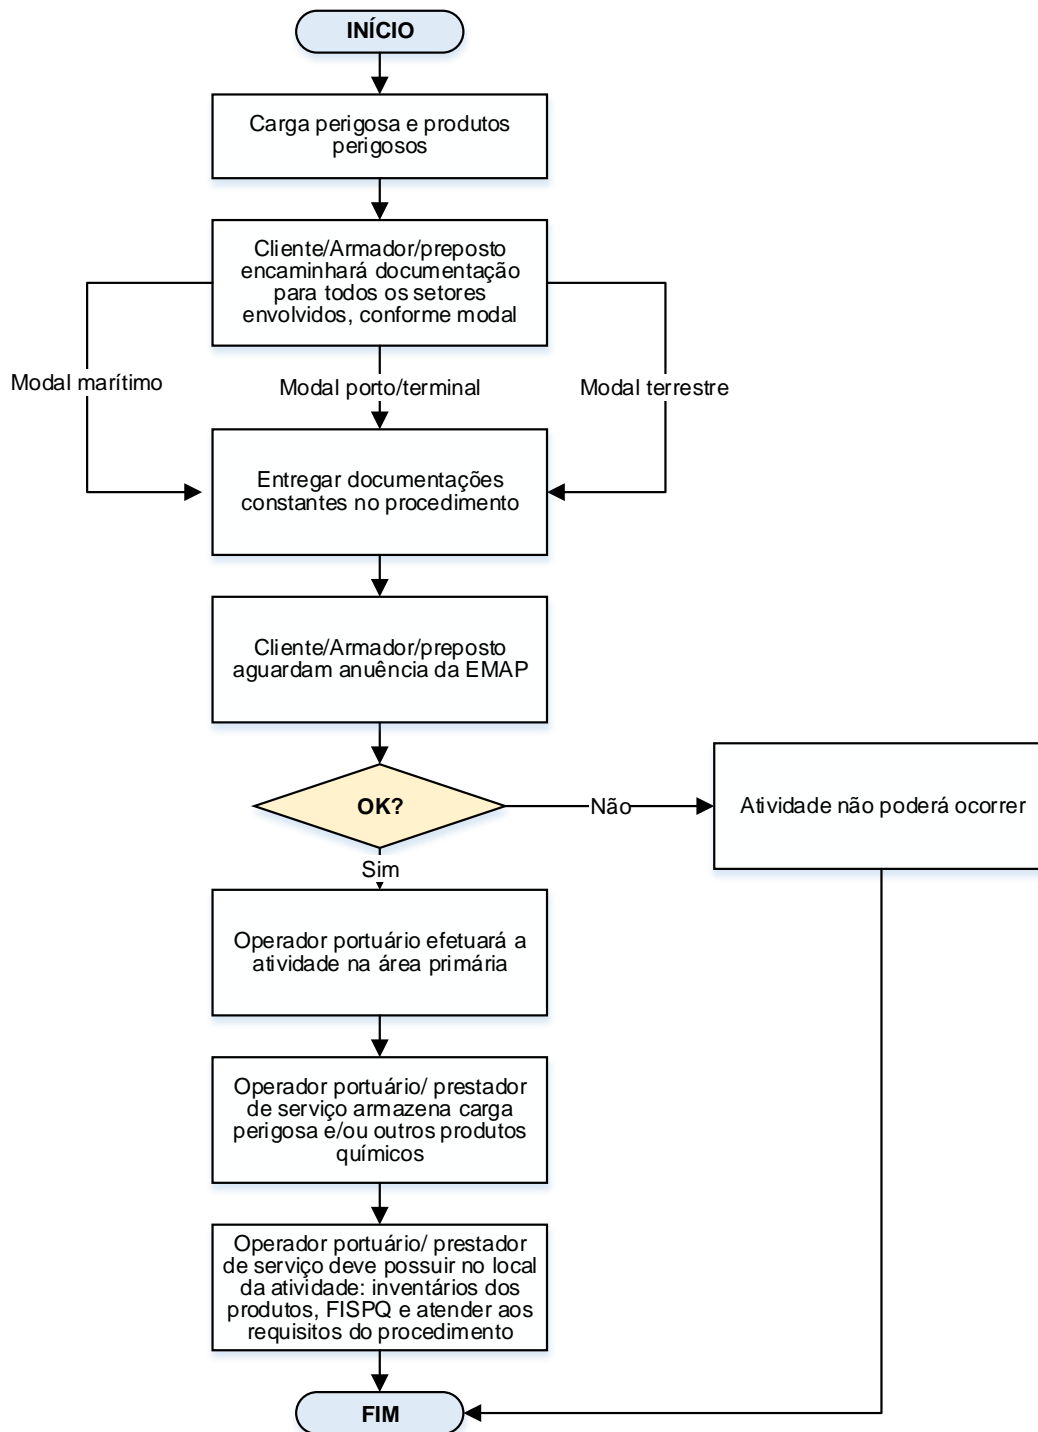 INÍCIO
Carga perigosa e produtos
perigosos
Cliente/Armador/preposto
encaminhará documentação
para todos os setores
envolvidos, conforme modal
Modal marítimo
Modal porto/terminal
Modal terrestre
Entregar documentações
constantes no procedimento
Cliente/Armador/preposto
aguardam anuência da EMAP
OK?
Não
Atividade não poderá ocorrer
Sim
Operador portuário efetuará a
atividade na área primária
Operador portuário/ prestador
de serviço armazena carga
perigosa e/ou outros produtos
químicos
Operador portuário/ prestador
de serviço deve possuir no local
da atividade: inventários dos
produtos, FISPQ e atender aos
requisitos do procedimento
FIM